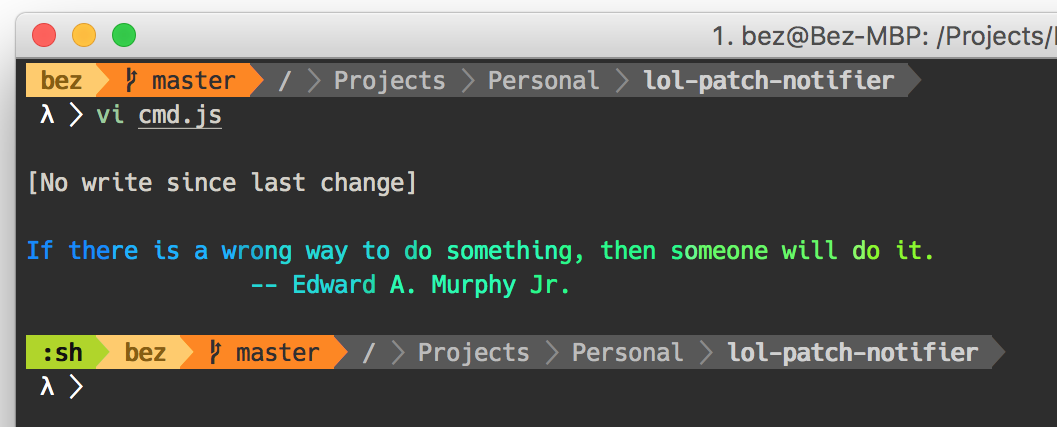 1. bez@Bez-MBP: /Projects/
bez master / Projects Personal lol-patch-notifier
λ vi cmd.js
[No write since last change]
If there is a wrong way to do something, then someone will do it.
-- Edward A. Murphy Jr.
:sh bez master / Projects Personal lol-patch-notifier
λ